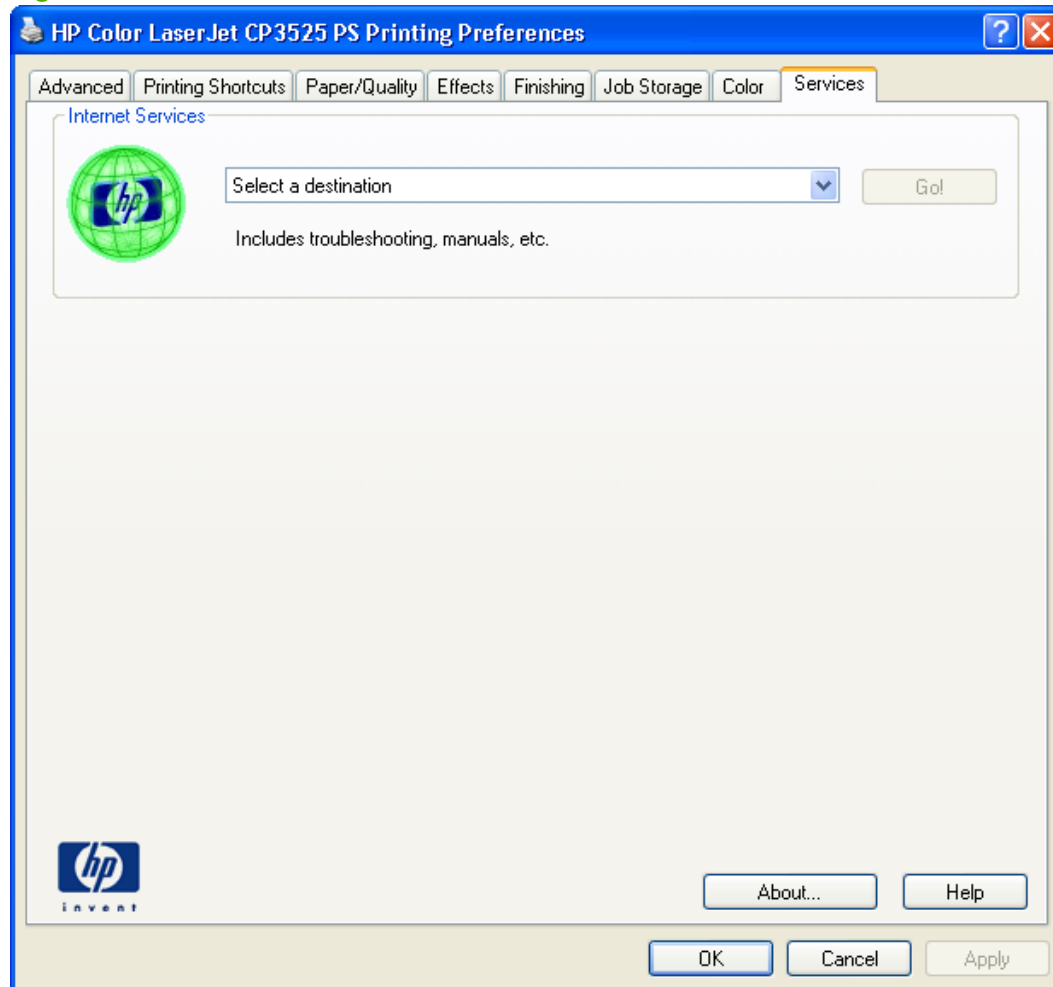 HP Color LaserJet CP3525 PS Printing Preferences
Advanced Printing Shortcuts Paper/Quality Effects Finishing Job Storage Color Services
Internet Services
hp
Select a destination
Go!
Includes troubleshooting, manuals, etc.
hp
invent
About... Help
OK Cancel Apply